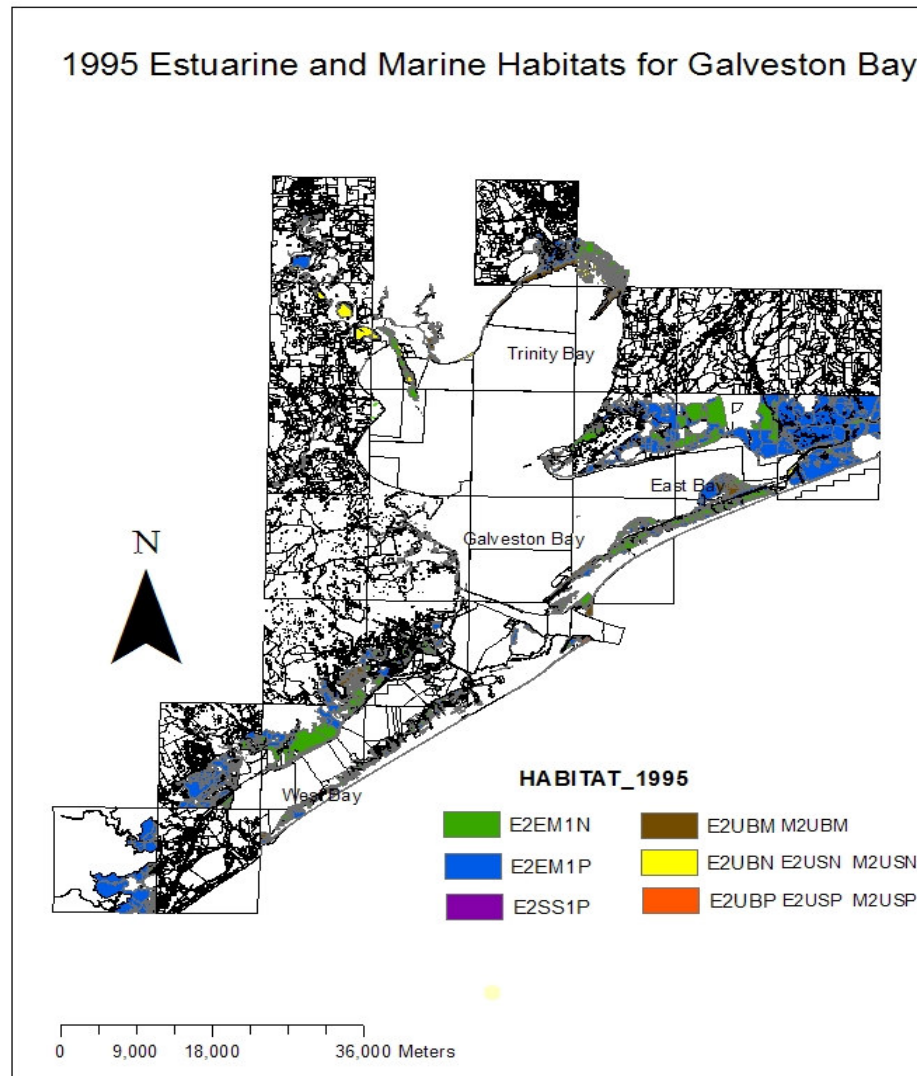 1995 Estuarine and Marine Habitats for Galveston Bay
Trinity Bay
East Bay
N
Galveston Bay
HABITAT_1995
West Bay
E2EM1N
E2UBM M2UBM
E2EM1P
E2UBN E2USN M2USN
E2SS1P
E2UBP E2USP M2USP
0 9,000 18,000 36,000 Meters